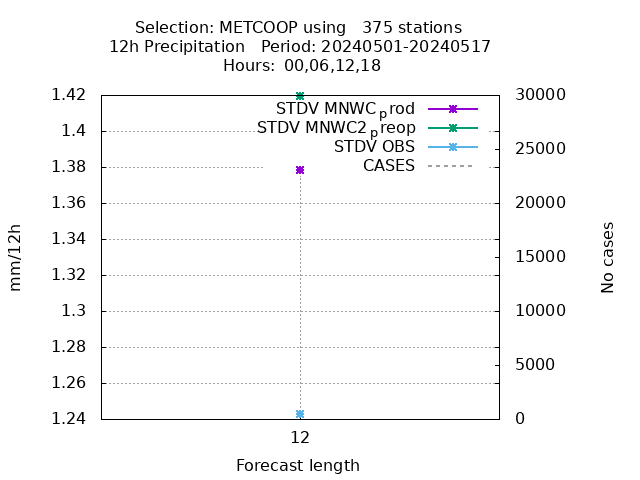 Selection: METCOOP using   375 stations
12h Precipitation   Period: 20240501-20240517
Hours: 00,06,12,18
1.42
1.4
1.38
1.36
1.34
1.32
1.3
1.28
1.26
1.24
mm/12h
STDV MNWCprod
STDV MNWC2preop
STDV OBS
CASES
30000
25000
20000
15000
10000
5000
0
No cases
12
Forecast length